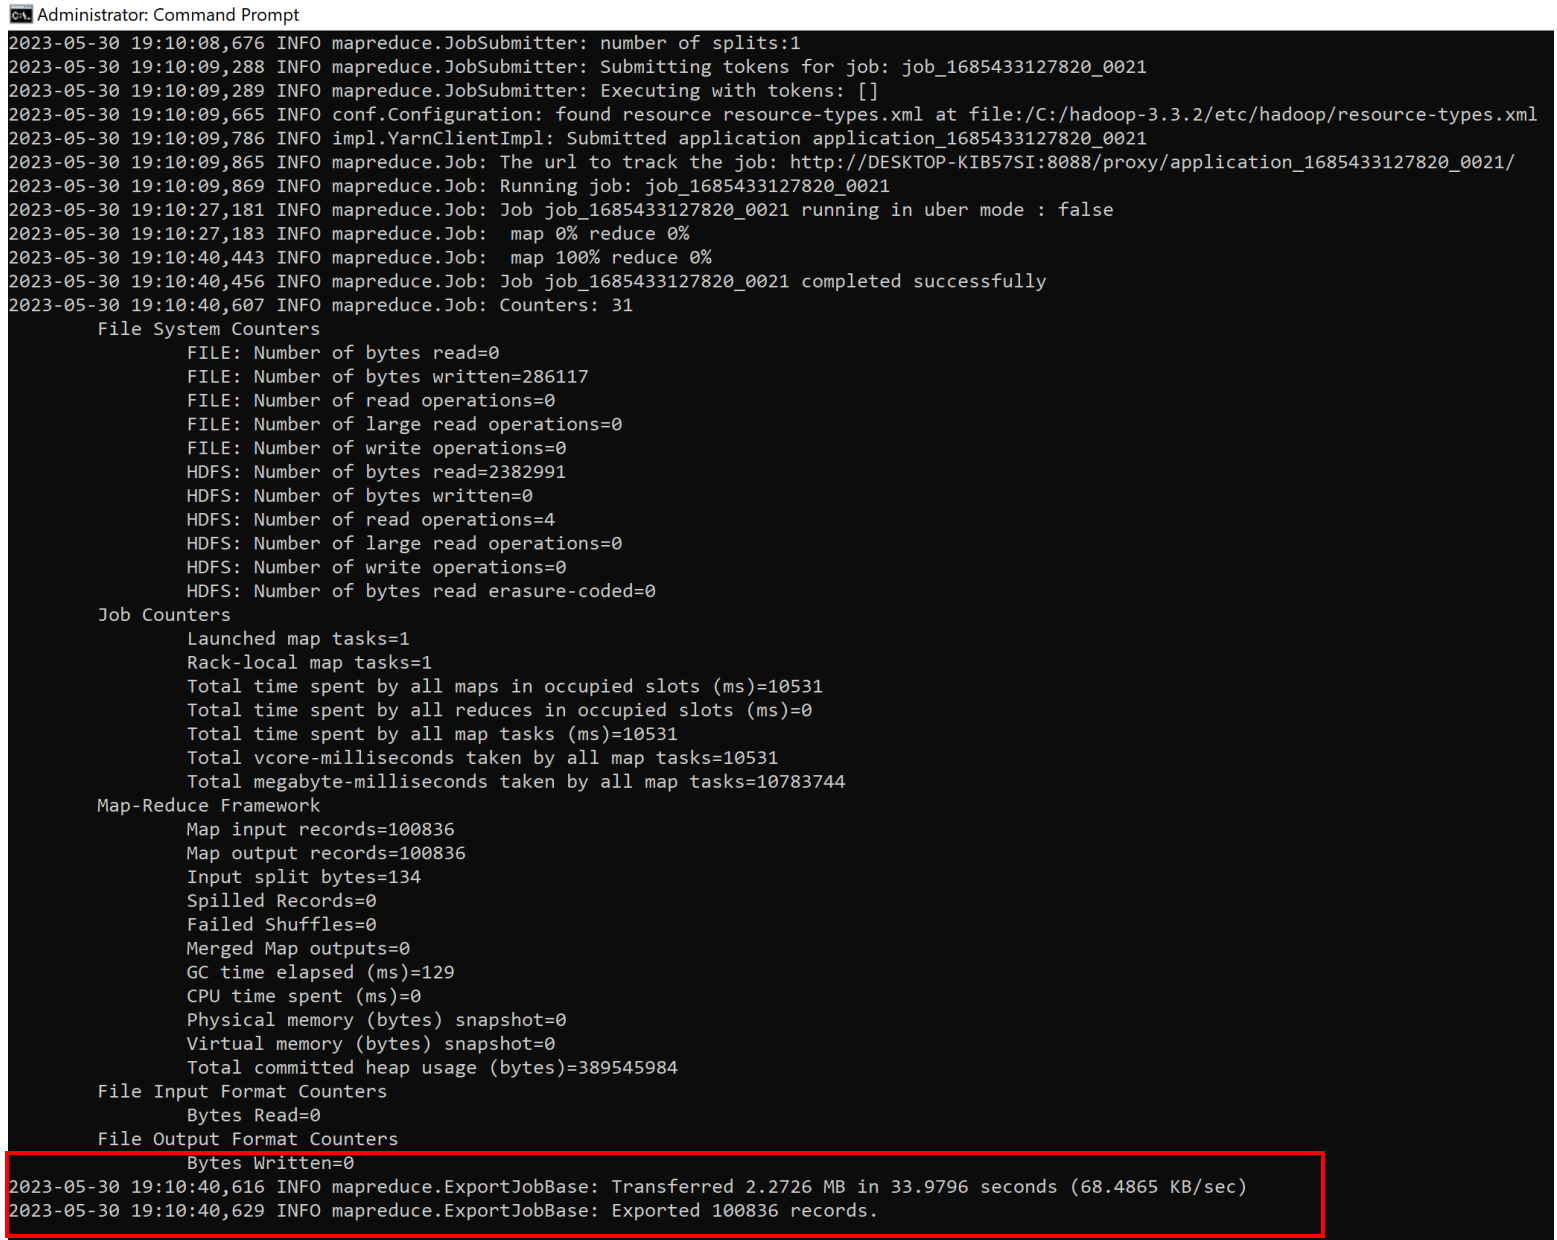 Administrator: Command Prompt
2023-05-30 19:10:08,676 INFO mapreduce.JobSubmitter: number of splits:1
2023-05-30 19:10:09,288 INFO mapreduce.JobSubmitter: Submitting tokens for job: job_1685433127820_0021
2023-05-30 19:10:09,289 INFO mapreduce.JobSubmitter: Executing with tokens: []
2023-05-30 19:10:09,665 INFO conf.Configuration: found resource resource-types.xml at file:/C:/hadoop-3.3.2/etc/hadoop/resource-types.xml
2023-05-30 19:10:09,786 INFO impl.YarnClientImpl: Submitted application application_1685433127820_0021
2023-05-30 19:10:09,865 INFO mapreduce.Job: The url to track the job: http://DESKTOP-KIB57SI:8088/proxy/application_1685433127820_0021/
2023-05-30 19:10:09,869 INFO mapreduce.Job: Running job: job_1685433127820_0021
2023-05-30 19:10:27,181 INFO mapreduce.Job: Job job_1685433127820_0021 running in uber mode : false
2023-05-30 19:10:27,183 INFO mapreduce.Job:  map 0% reduce 0%
2023-05-30 19:10:40,443 INFO mapreduce.Job:  map 100% reduce 0%
2023-05-30 19:10:40,456 INFO mapreduce.Job: Job job_1685433127820_0021 completed successfully
2023-05-30 19:10:40,607 INFO mapreduce.Job: Counters: 31
File System Counters
FILE: Number of bytes read=0
FILE: Number of bytes written=286117
FILE: Number of read operations=0
FILE: Number of large read operations=0
FILE: Number of write operations=0
HDFS: Number of bytes read=2382991
HDFS: Number of bytes written=0
HDFS: Number of read operations=4
HDFS: Number of large read operations=0
HDFS: Number of write operations=0
HDFS: Number of bytes read erasure-coded=0
Job Counters
Launched map tasks=1
Rack-local map tasks=1
Total time spent by all maps in occupied slots (ms)=10531
Total time spent by all reduces in occupied slots (ms)=0
Total time spent by all map tasks (ms)=10531
Total vcore-milliseconds taken by all map tasks=10531
Total megabyte-milliseconds taken by all map tasks=10783744
Map-Reduce Framework
Map input records=100836
Map output records=100836
Input split bytes=134
Spilled Records=0
Failed Shuffles=0
Merged Map outputs=0
GC time elapsed (ms)=129
CPU time spent (ms)=0
Physical memory (bytes) snapshot=0
Virtual memory (bytes) snapshot=0
Total committed heap usage (bytes)=389545984
File Input Format Counters
Bytes Read=0
File Output Format Counters
Bytes Written=0
2023-05-30 19:10:40,616 INFO mapreduce.ExportJobBase: Transferred 2.2726 MB in 33.9796 seconds (68.4865 KB/sec)
2023-05-30 19:10:40,629 INFO mapreduce.ExportJobBase: Exported 100836 records.